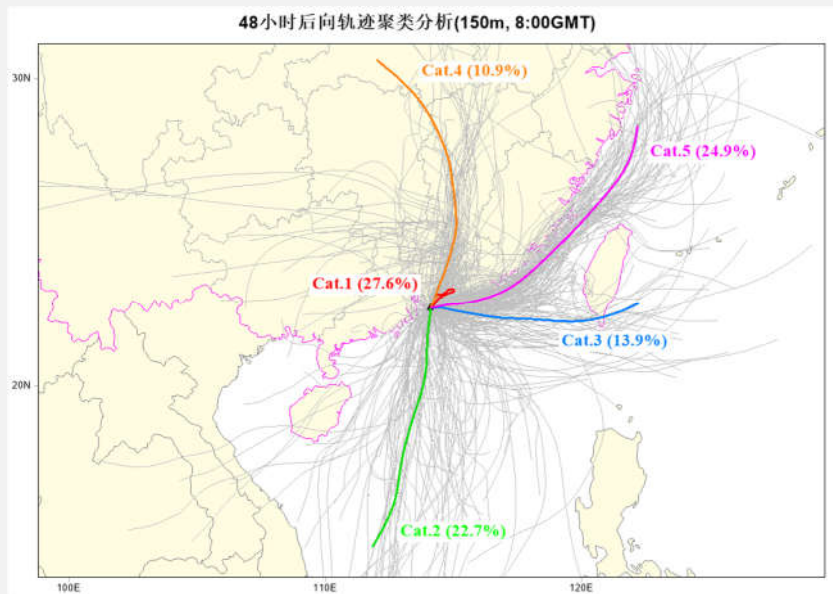 48小时后向轨迹聚类分析(150m, 8:00GMT)
30N
Cat.4 (10.9%)
Cat.5 (24.9%)
Cat.1 (27.6%)
Cat.3 (13.9%)
20N
Cat.2 (22.7%)
100E
110E
120E